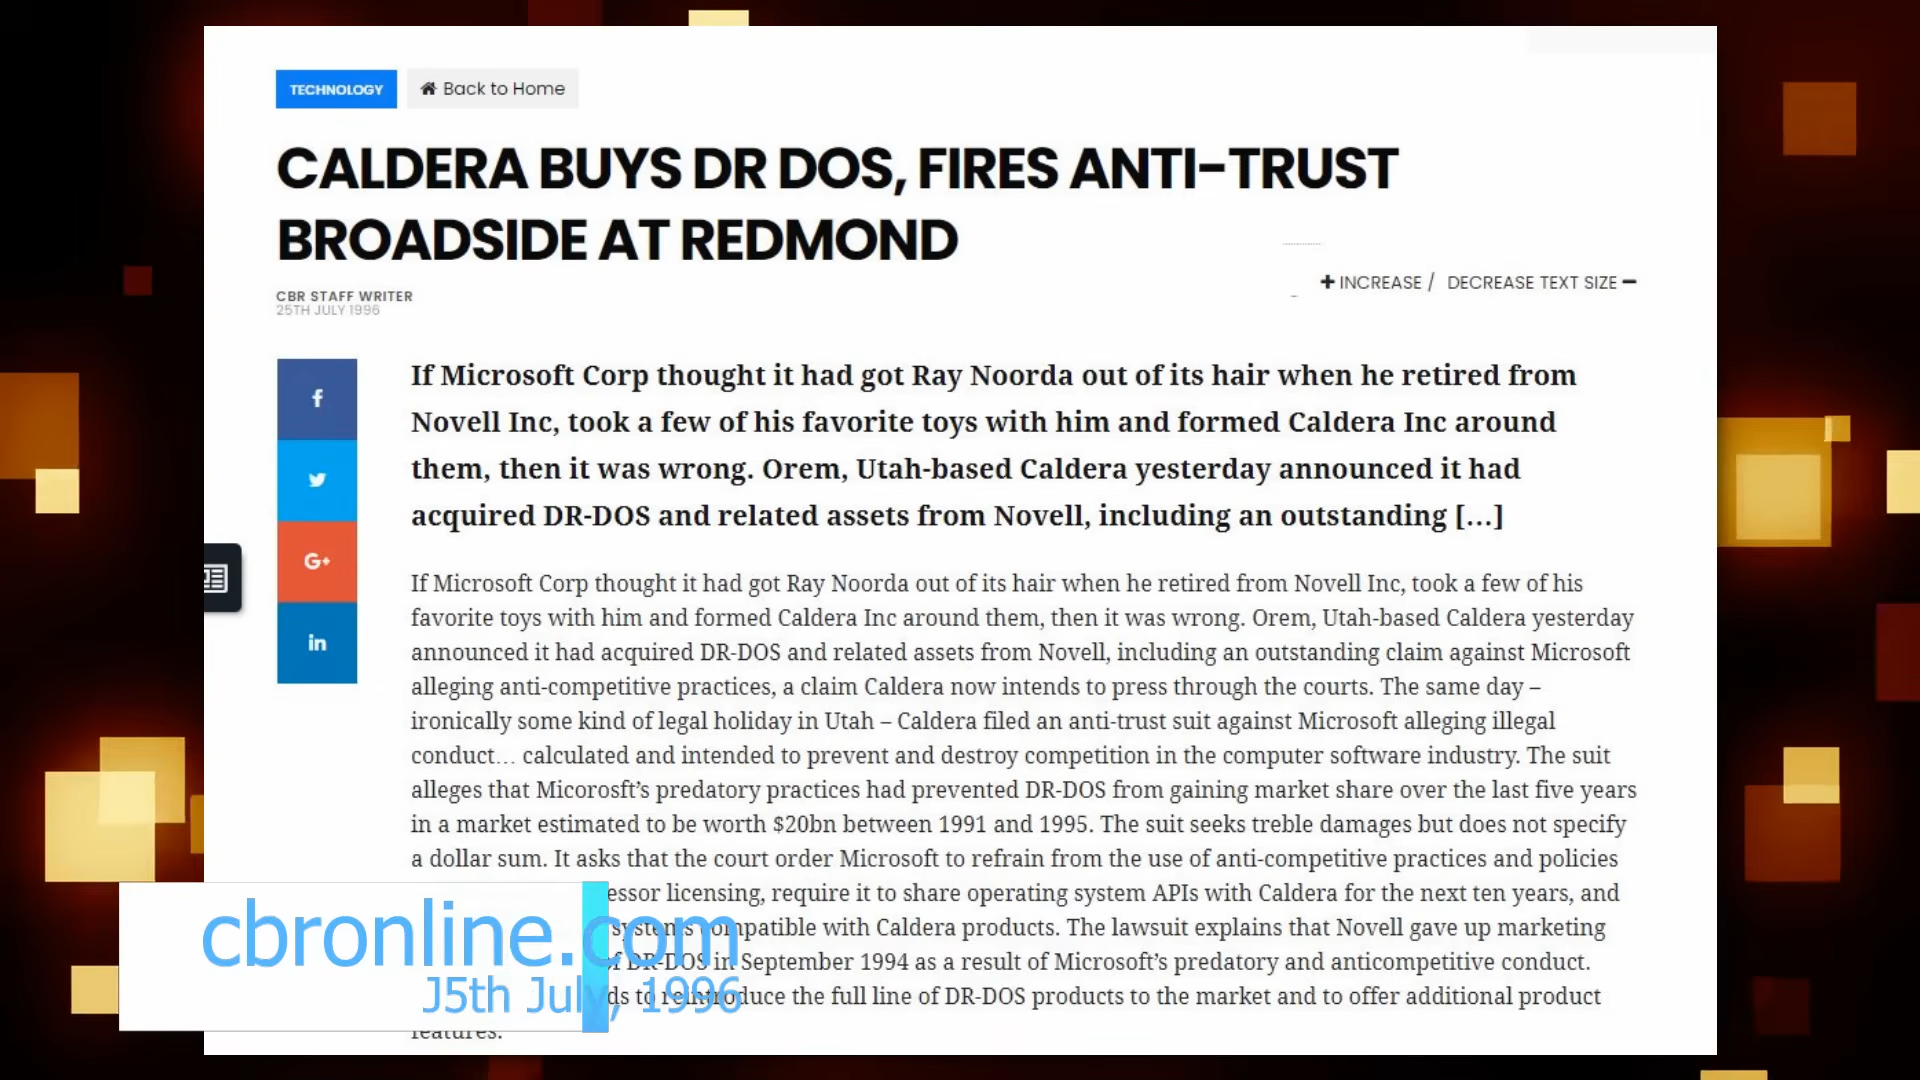 TECHNOLOGY
Back to Home
CALDERA BUYS DR DOS, FIRES ANTI-TRUST
BROADSIDE AT REDMOND
CBR STAFF WRITER
25TH JULY 1996
+ INCREASE / DECREASE TEXT SIZE −
If Microsoft Corp thought it had got Ray Noorda out of its hair when he retired from
Novell Inc, took a few of his favorite toys with him and formed Caldera Inc around
them, then it was wrong. Orem, Utah-based Caldera yesterday announced it had
acquired DR-DOS and related assets from Novell, including an outstanding […]
f
G+
in
If Microsoft Corp thought it had got Ray Noorda out of its hair when he retired from Novell Inc, took a few of his
favorite toys with him and formed Caldera Inc around them, then it was wrong. Orem, Utah-based Caldera yesterday
announced it had acquired DR-DOS and related assets from Novell, including an outstanding claim against Microsoft
alleging anti-competitive practices, a claim Caldera now intends to press through the courts. The same day –
ironically some kind of legal holiday in Utah – Caldera filed an anti-trust suit against Microsoft alleging illegal
conduct… calculated and intended to prevent and destroy competition in the computer software industry. The suit
alleges that Micorosft’s predatory practices had prevented DR-DOS from gaining market share over the last five years
in a market estimated to be worth $20bn between 1991 and 1995. The suit seeks treble damages but does not specify
a dollar sum. It asks that the court order Microsoft to refrain from the use of anti-competitive practices and policies
licensing, require it to share operating system APIs with Caldera for the next ten years, and
systems compatible with Caldera products. The lawsuit explains that Novell gave up marketing
of DR-DOS in September 1994 as a result of Microsoft’s predatory and anticompetitive conduct.
to reintroduce the full line of DR-DOS products to the market and to offer additional product
features.
cbronline.com
J5th July, 1996